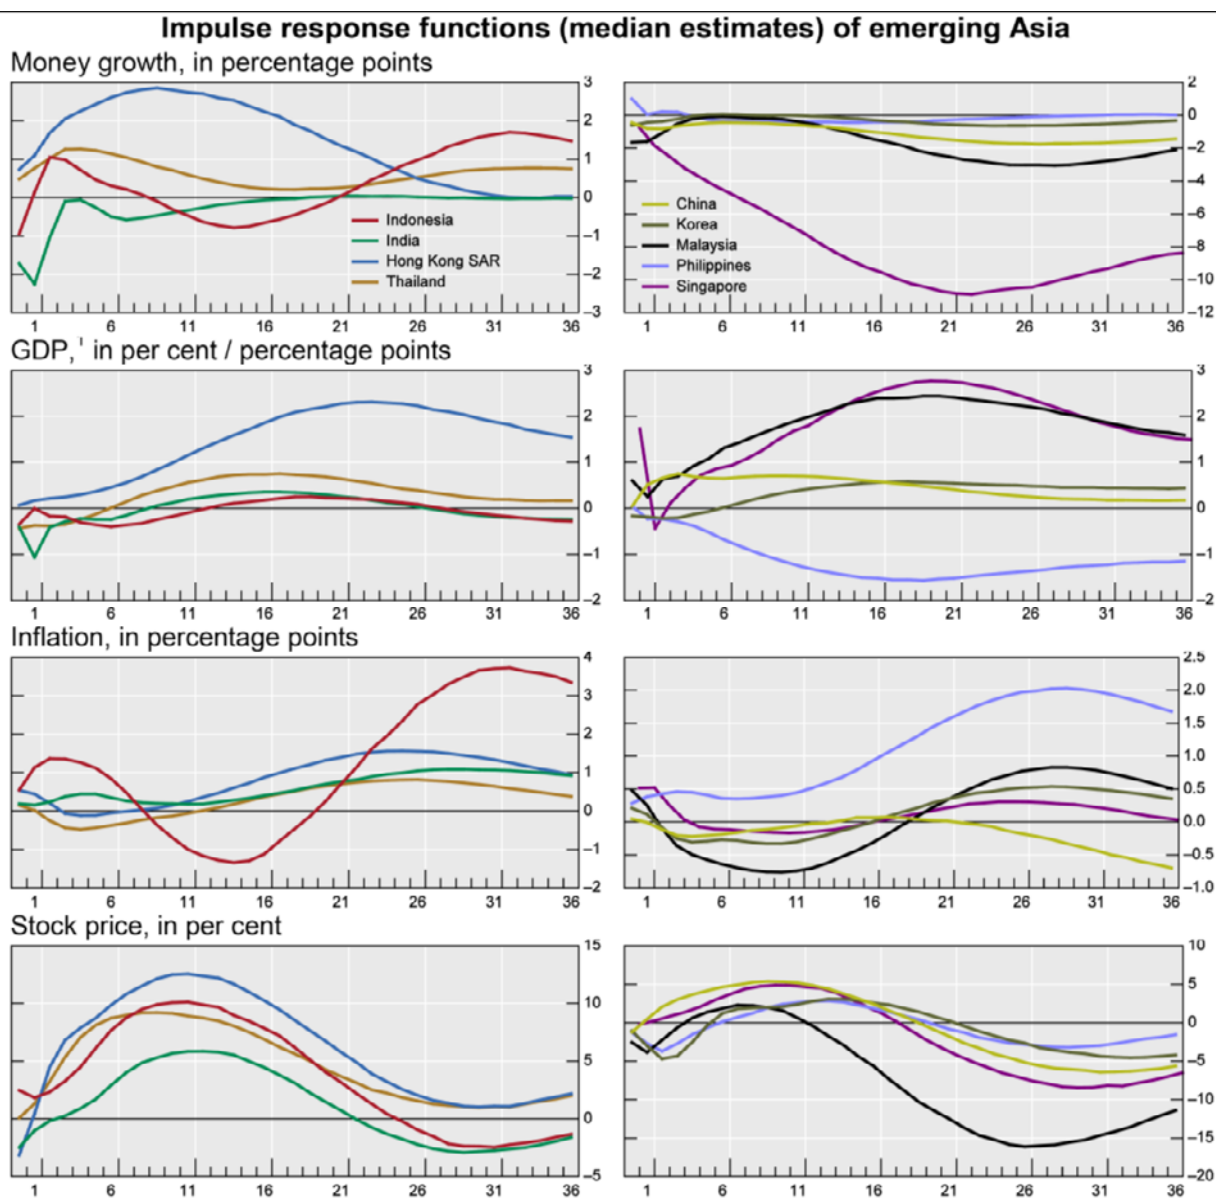 Impulse response functions (median estimates) of emerging Asia
Money growth, in percentage points
3
2
1
0
−1
−2
−3
Indonesia
India
Hong Kong SAR
Thailand
1 6 11 16 21 26 31 36
2
0
−2
−4
−6
−8
−10
−12
China
Korea
Malaysia
Philippines
Singapore
1 6 11 16 21 26 31 36
GDP,¹ in per cent / percentage points
3
2
1
0
−1
−2
1 6 11 16 21 26 31 36
3
2
1
0
−1
−2
1 6 11 16 21 26 31 36
Inflation, in percentage points
4
3
2
1
0
−1
−2
1 6 11 16 21 26 31 36
2.5
2.0
1.5
1.0
0.5
0.0
−0.5
−1.0
1 6 11 16 21 26 31 36
Stock price, in per cent
15
10
5
0
−5
1 6 11 16 21 26 31 36
10
5
0
−5
−10
−15
−20
1 6 11 16 21 26 31 36